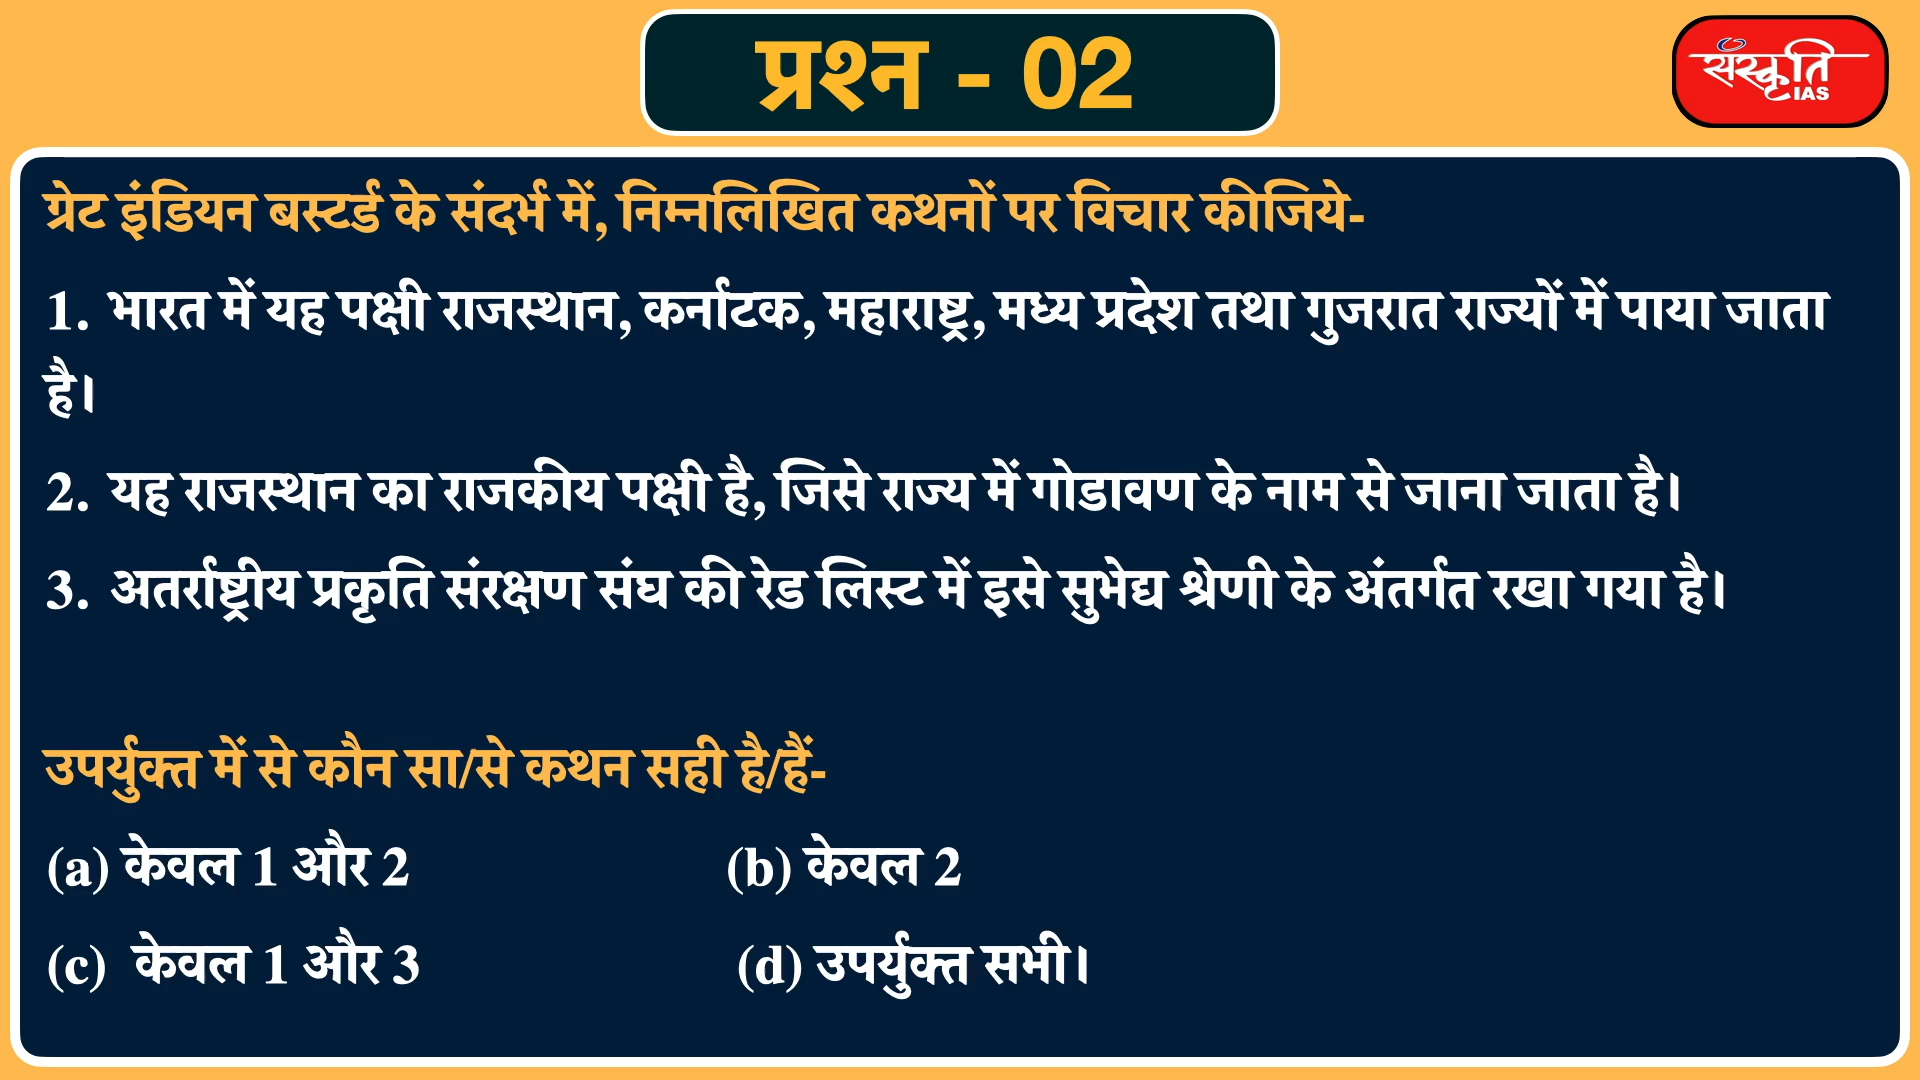 प्रश्न - 02
संस्कृति
IAS
ग्रेट इंडियन बस्टर्ड के संदर्भ में, निम्नलिखित कथनों पर विचार कीजिये-
1. भारत में यह पक्षी राजस्थान, कर्नाटक, महाराष्ट्र, मध्य प्रदेश तथा गुजरात राज्यों में पाया जाता
है।
2. यह राजस्थान का राजकीय पक्षी है, जिसे राज्य में गोडावण के नाम से जाना जाता है।
3. अतर्राष्ट्रीय प्रकृति संरक्षण संघ की रेड लिस्ट में इसे सुभेद्य श्रेणी के अंतर्गत रखा गया है।
उपर्युक्त में से कौन सा/से कथन सही है/हैं-
(a) केवल 1 और 2 (b) केवल 2
(c) केवल 1 और 3 (d) उपर्युक्त सभी।